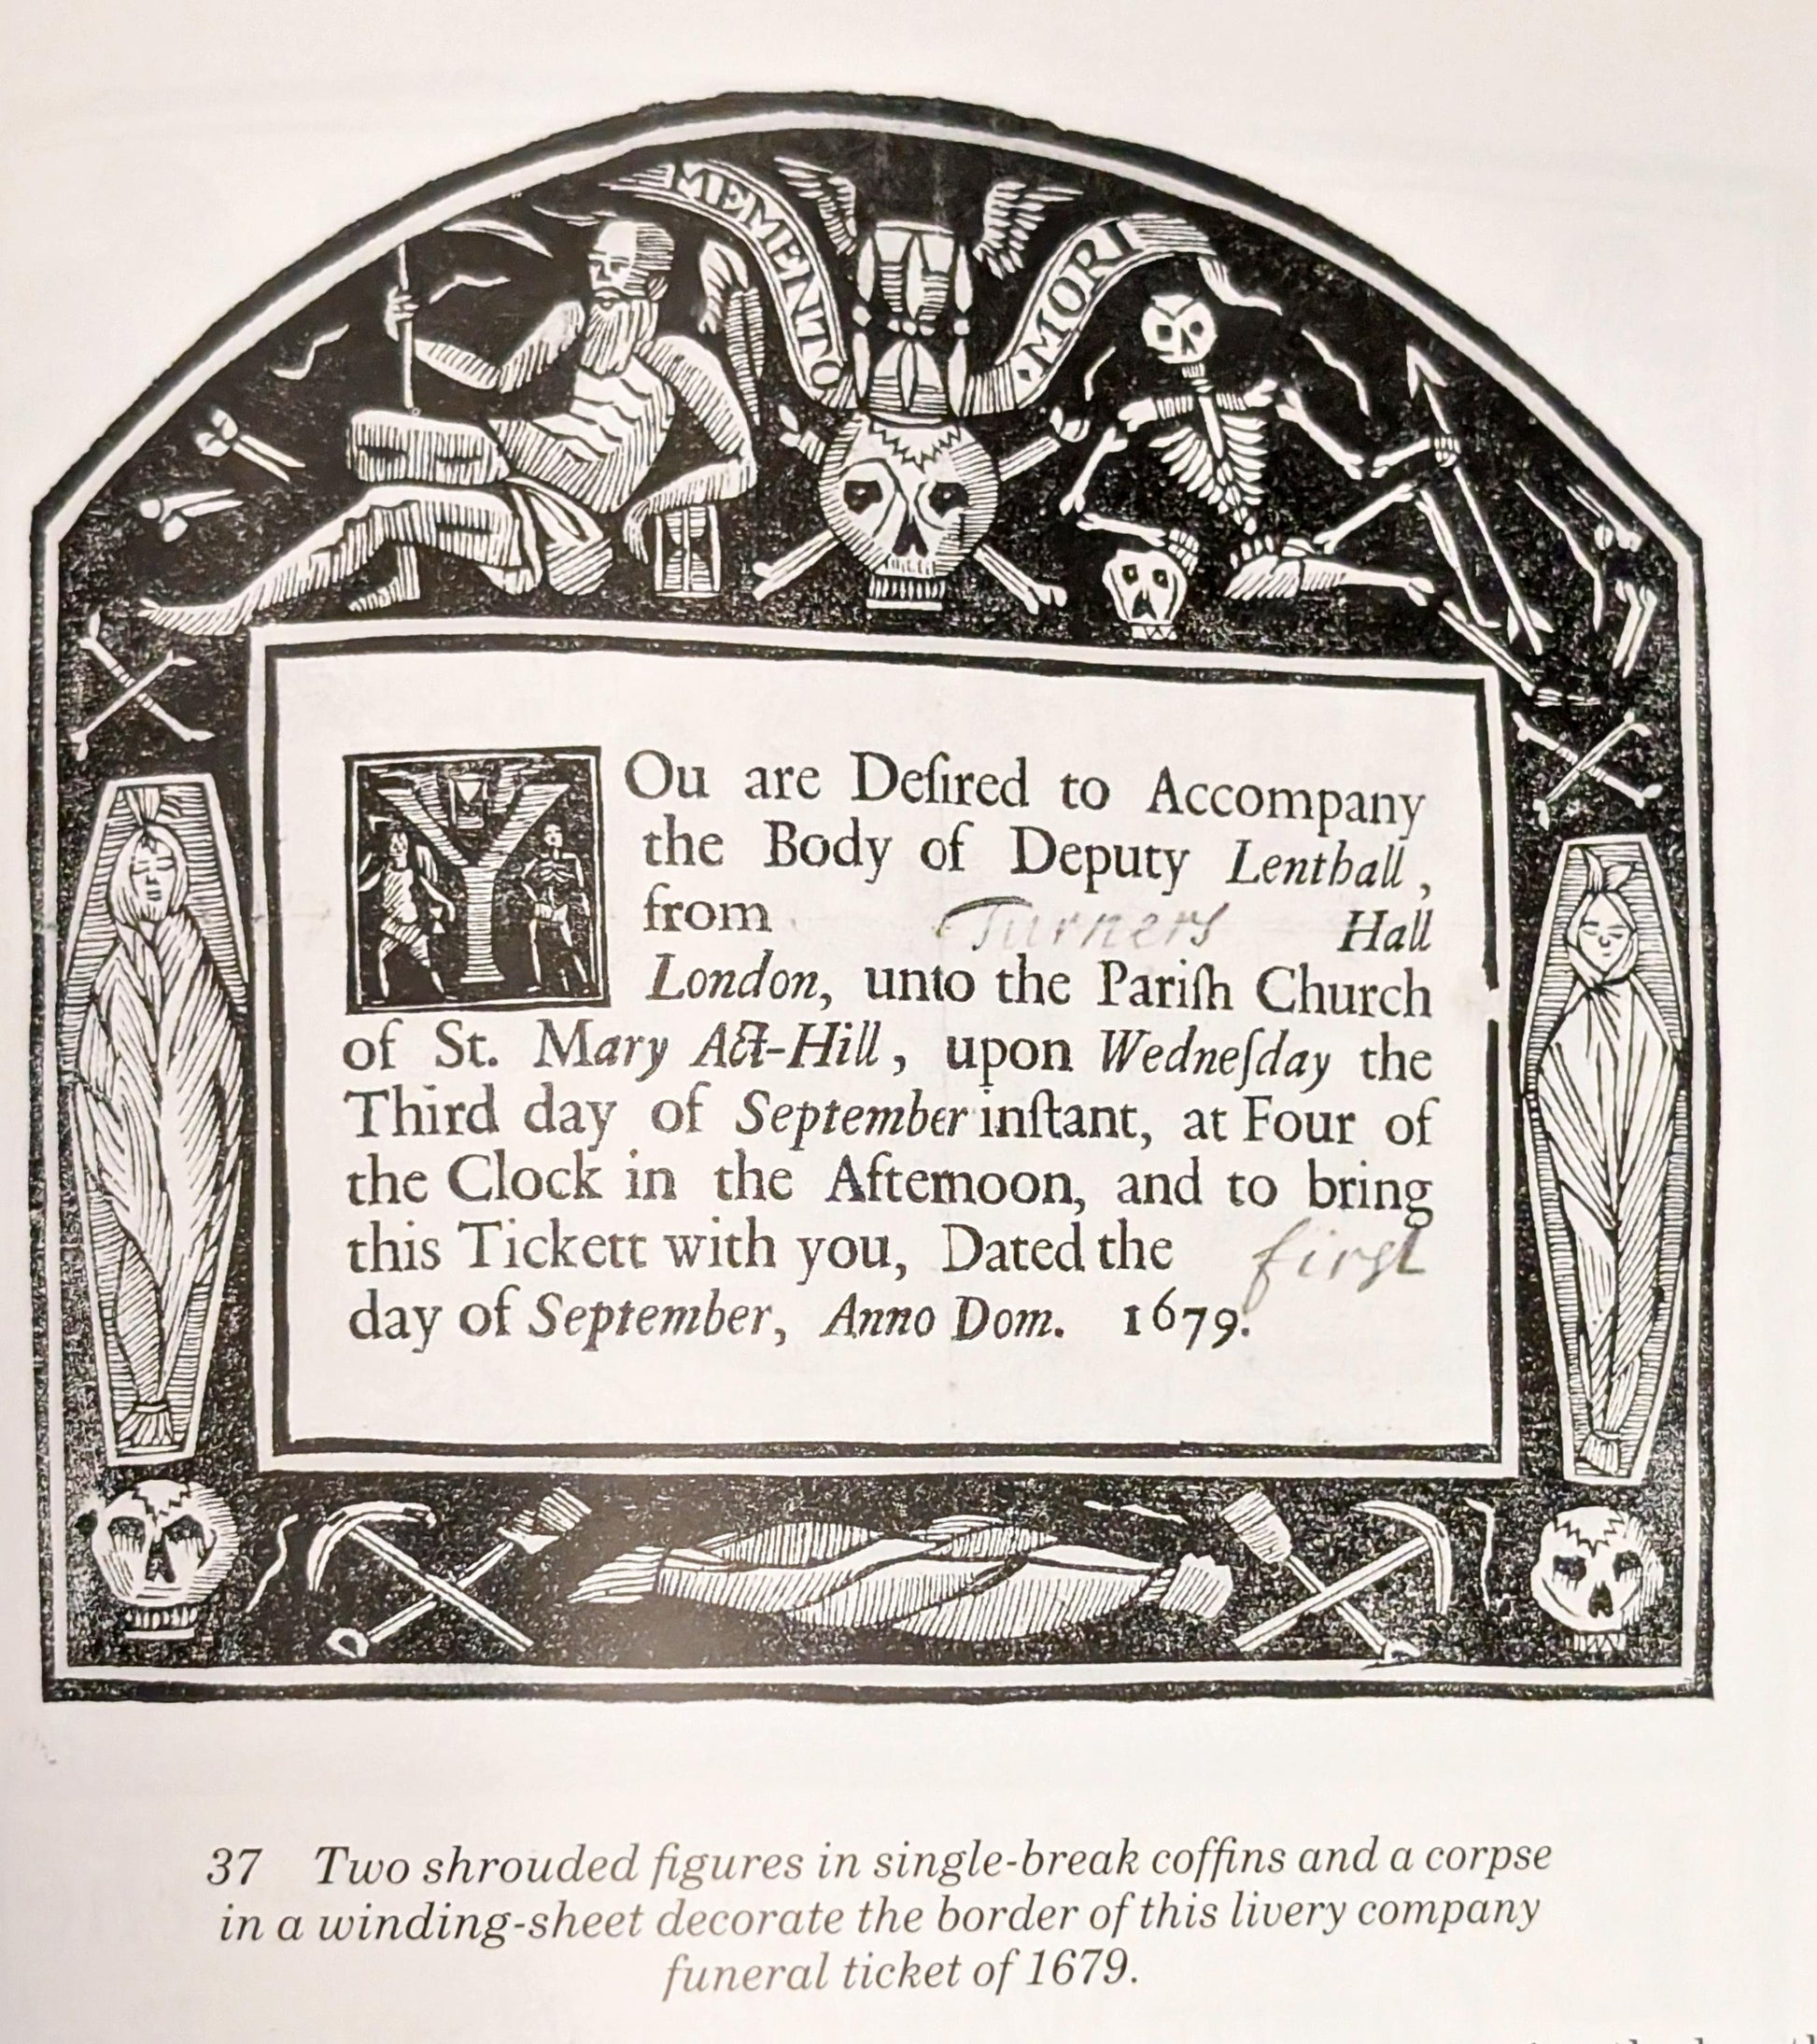 MEMENTO MORI
YOu are Deſired to Accompany
the Body of Deputy Lenthall,
from Turners Hall
London, unto the Pariſh Church
of St. Mary Att-Hill, upon Wedneſday the
Third day of September inſtant, at Four of
the Clock in the Afternoon, and to bring
this Tickett with you, Dated the first
day of September, Anno Dom. 1679.
37 Two shrouded figures in single-break coffins and a corpse
in a winding-sheet decorate the border of this livery company
funeral ticket of 1679.